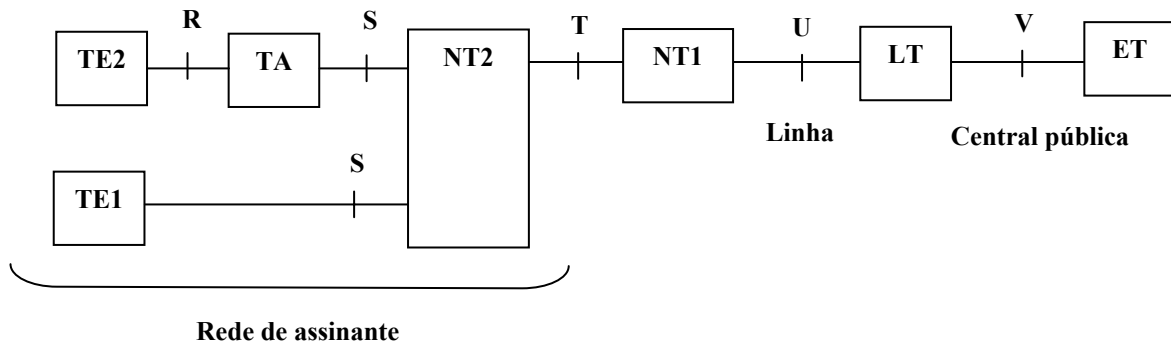 R S T U V
TE2 TA NT2 NT1 LT ET
Linha Central pública
S
TE1
Rede de assinante